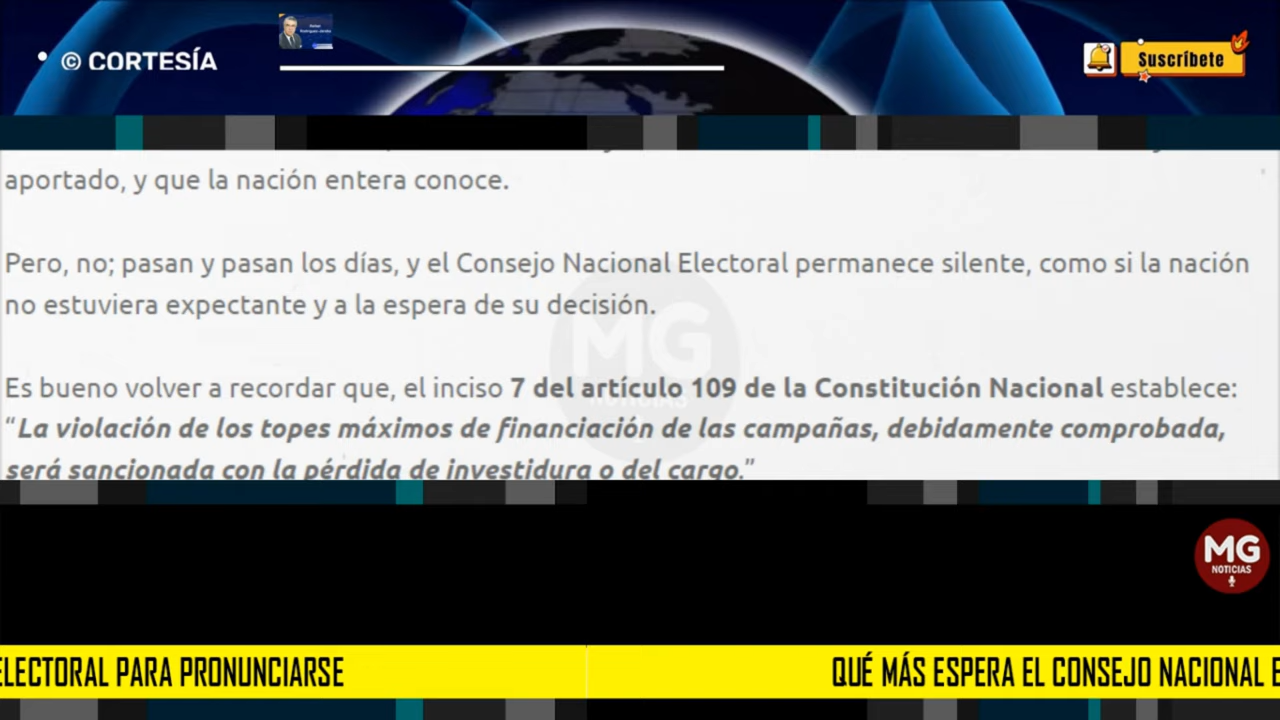 © CORTESÍA
Suscríbete
aportado, y que la nación entera conoce.
Pero, no; pasan y pasan los días, y el Consejo Nacional Electoral permanece silente, como si la nación
no estuviera expectante y a la espera de su decisión.
Es bueno volver a recordar que, el inciso 7 del artículo 109 de la Constitución Nacional establece:
“La violación de los topes máximos de financiación de las campañas, debidamente comprobada,
será sancionada con la pérdida de investidura o del cargo.”
MG
NOTICIAS
MG
NOTICIAS
ELECTORAL PARA PRONUNCIARSE
QUÉ MÁS ESPERA EL CONSEJO NACIONAL E